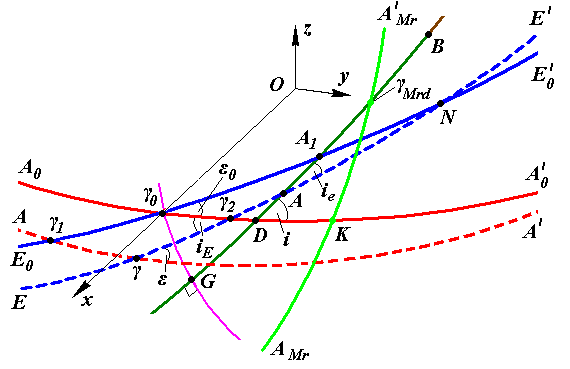 A'Mr
E'
z
B
O
y
γMrd
E'0
A1
N
A0
ε0
ie
γ0
γ2
A
A'0
A
γ1
iE
D
i
K
A'
E0
γ
ε
G
x
E
AMr